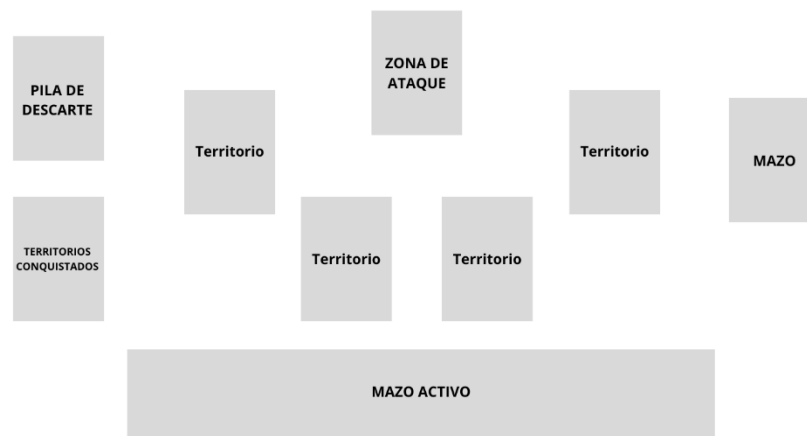 PILA DE
DESCARTE
ZONA DE
ATAQUE
Territorio
Territorio
MAZO
TERRITORIOS
CONQUISTADOS
Territorio
Territorio
MAZO ACTIVO